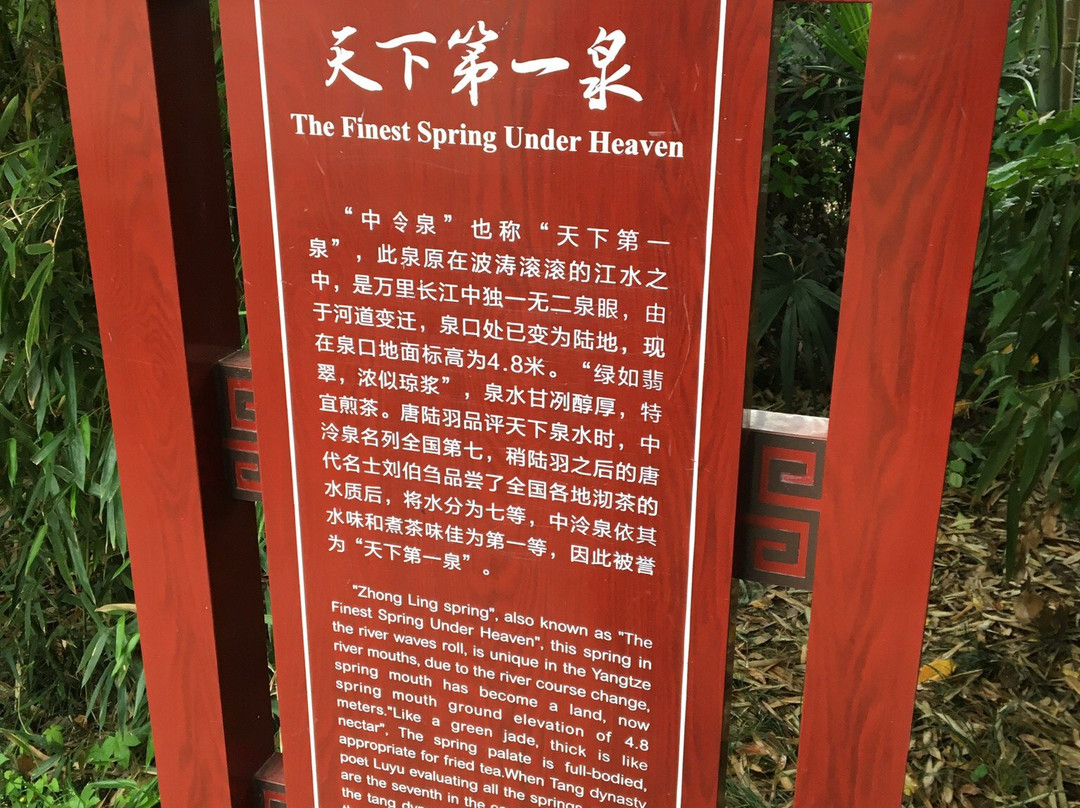 天下第一泉
The Finest Spring Under Heaven
“中令泉”也称“天下第一
泉”，此泉原在波涛滚滚的江水之
中，是万里长江中独一无二泉眼，由
于河道变迁，泉口处已变为陆地，现
在泉口地面标高为4.8米。“绿如翡
翠，浓似琼浆”，泉水甘冽醇厚，特
宜煎茶。唐陆羽品评天下泉水时，中
泠泉名列全国第七，稍陆羽之后的唐
代名士刘伯刍品尝了全国各地沏茶的
水质后，将水分为七等，中泠泉依其
水味和煮茶味佳为第一等，因此被誉
为“天下第一泉”。
"Zhong Ling spring", also known as "The
Finest Spring Under Heaven", this spring in
the river waves roll, is unique in the Yangtze
river mouths, due to the river course change,
spring mouth has become a land, now
spring mouth ground elevation of 4.8
meters."Like a green jade, thick is like
nectar", The spring palate is full-bodied,
appropriate for fried tea.When Tang dynasty
poet Luyu evaluating all the springs
are the seventh in the
the tang